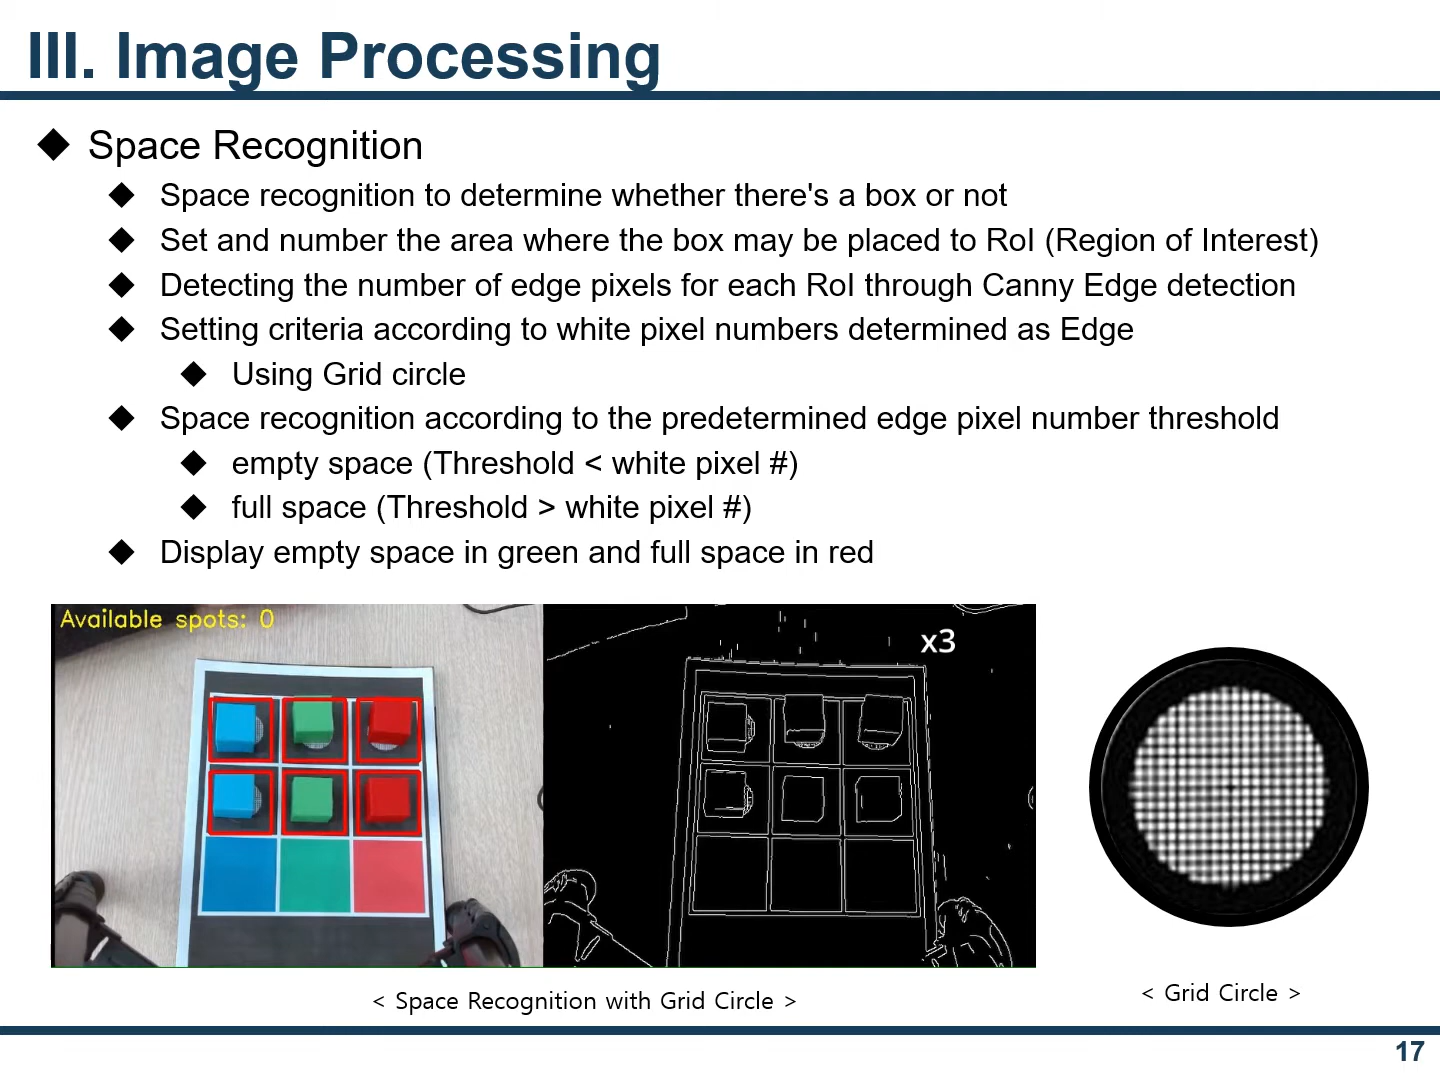 III. Image Processing
Space Recognition
Space recognition to determine whether there's a box or not
Set and number the area where the box may be placed to RoI (Region of Interest)
Detecting the number of edge pixels for each RoI through Canny Edge detection
Setting criteria according to white pixel numbers determined as Edge
Using Grid circle
Space recognition according to the predetermined edge pixel number threshold
empty space (Threshold < white pixel #)
full space (Threshold > white pixel #)
Display empty space in green and full space in red
Available spots: 0
x3
< Space Recognition with Grid Circle >
< Grid Circle >
17